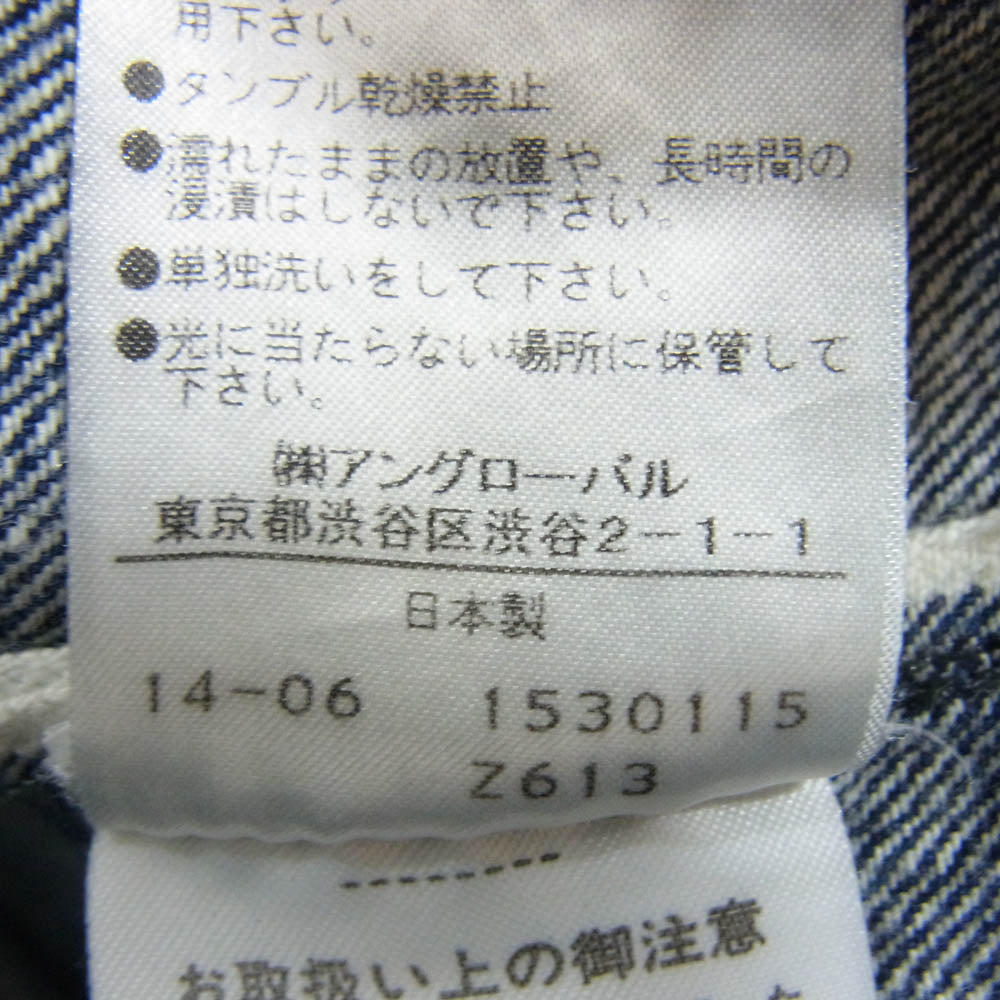 用下さい。
●タンブル乾燥禁止
●濡れたままの放置や、長時間の
浸漬はしないで下さい。
●単独洗いをして下さい。
●光に当たらない場所に保管して
下さい。
㈱アングローバル
東京都渋谷区渋谷2-1-1
日本製
14-06 1530115
Z613
---------
お取扱い上の御注意